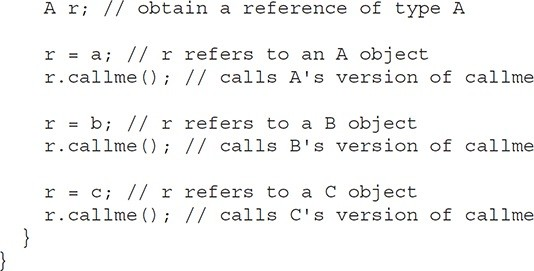 A r; // obtain a reference of type A
r = a; // r refers to an A object
r.callme(); // calls A's version of callme
r = b; // r refers to a B object
r.callme(); // calls B's version of callme
r = c; // r refers to a C object
r.callme(); // calls C's version of callme
}
}